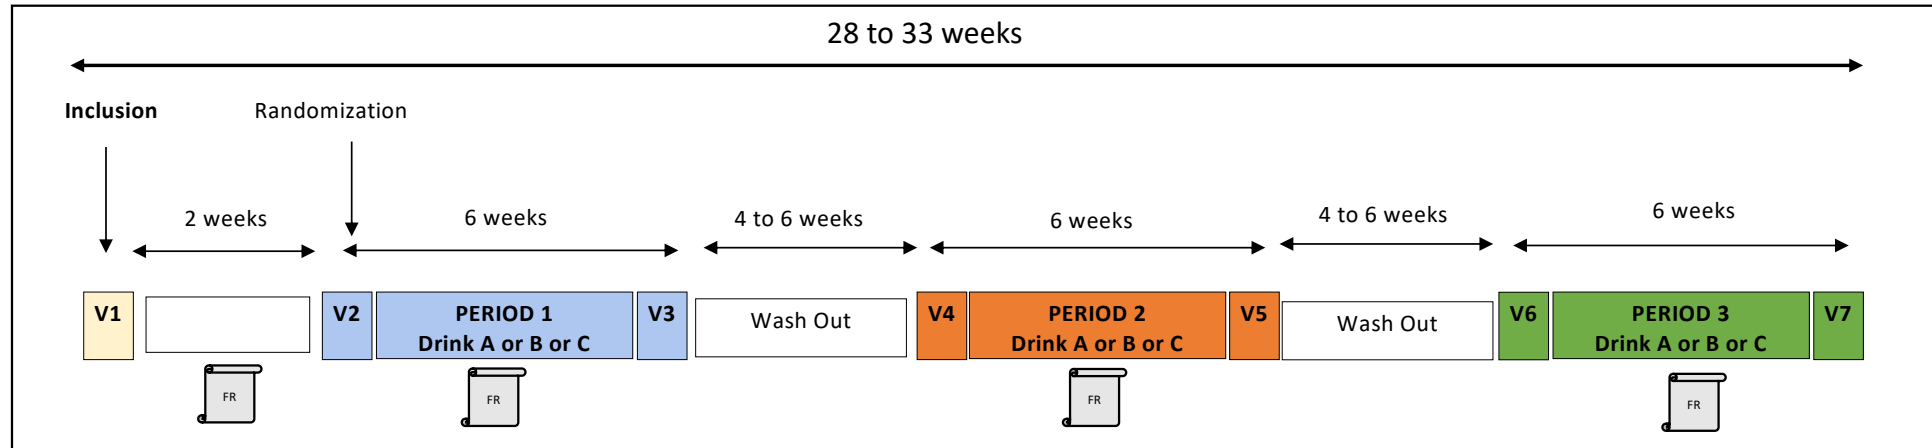 28 to 33 weeks
Inclusion
Randomization
2 weeks
6 weeks
4 to 6 weeks
6 weeks
4 to 6 weeks
6 weeks
V1
V2
PERIOD 1
Drink A or B or C
V3
Wash Out
V4
PERIOD 2
Drink A or B or C
V5
Wash Out
V6
PERIOD 3
Drink A or B or C
V7
FR
FR
FR
FR